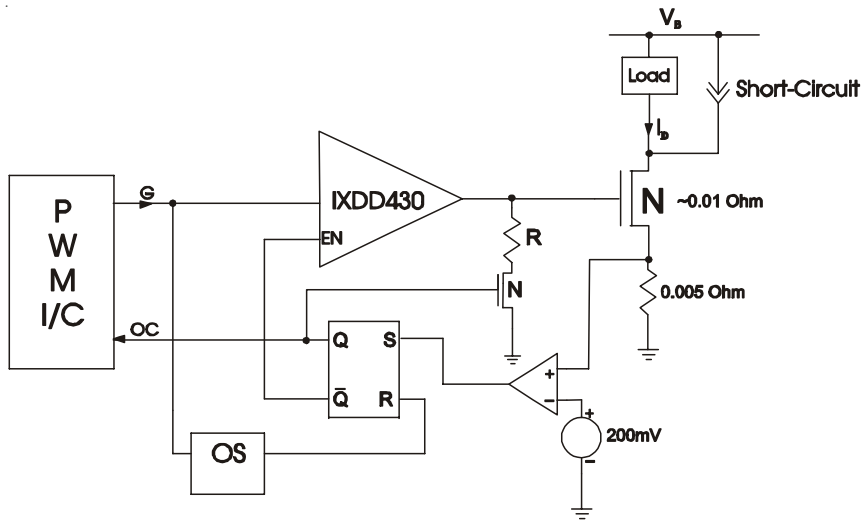 V_B
Load
Short-Circuit
I_D
P
W
M
I/C
G
IXDD430
EN
R
N
N
~0.01 Ohm
0.005 Ohm
OC
Q
S
Q̅
R
+
−
+
200mV
−
OS